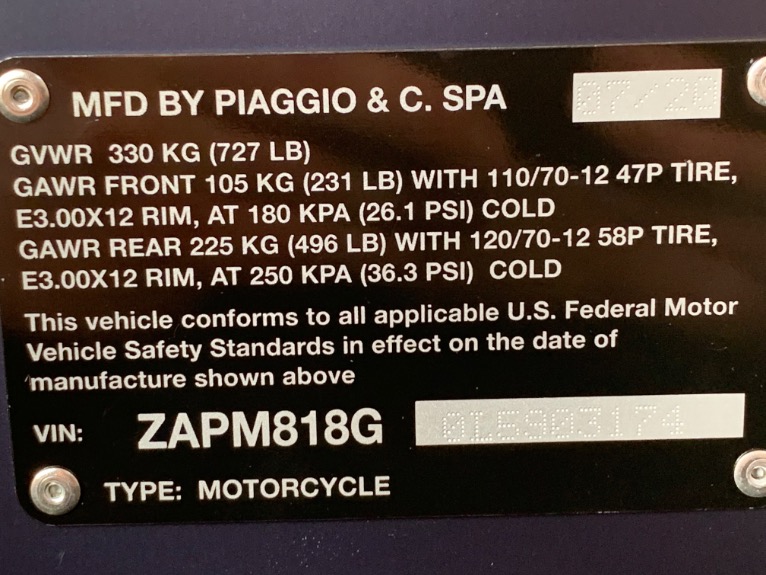 MFD BY PIAGGIO & C. SPA 07/20
GVWR 330 KG (727 LB)
GAWR FRONT 105 KG (231 LB) WITH 110/70-12 47P TIRE,
E3.00X12 RIM, AT 180 KPA (26.1 PSI) COLD
GAWR REAR 225 KG (496 LB) WITH 120/70-12 58P TIRE,
E3.00X12 RIM, AT 250 KPA (36.3 PSI) COLD
This vehicle conforms to all applicable U.S. Federal Motor
Vehicle Safety Standards in effect on the date of
manufacture shown above
VIN: ZAPM818G 0L5903174
TYPE: MOTORCYCLE